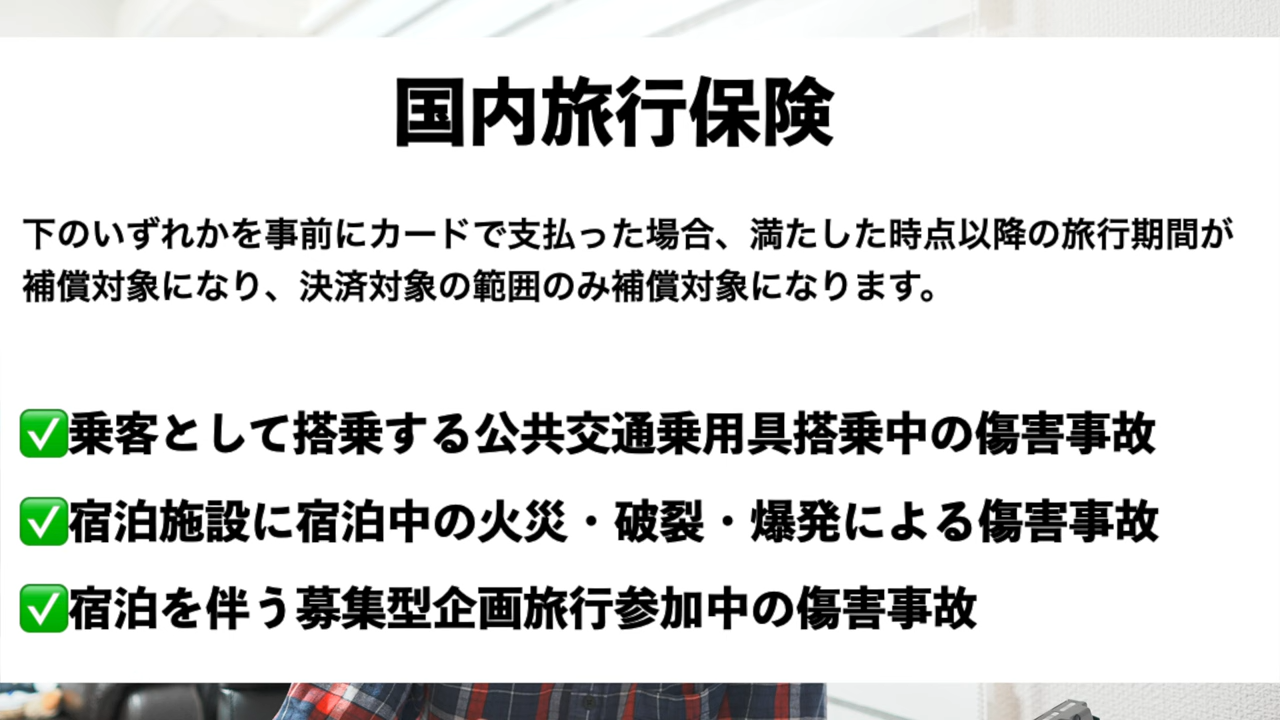 国内旅行保険
下のいずれかを事前にカードで支払った場合、満たした時点以降の旅行期間が
補償対象になり、決済対象の範囲のみ補償対象になります。
✅乗客として搭乗する公共交通乗用具搭乗中の傷害事故
✅宿泊施設に宿泊中の火災・破裂・爆発による傷害事故
✅宿泊を伴う募集型企画旅行参加中の傷害事故